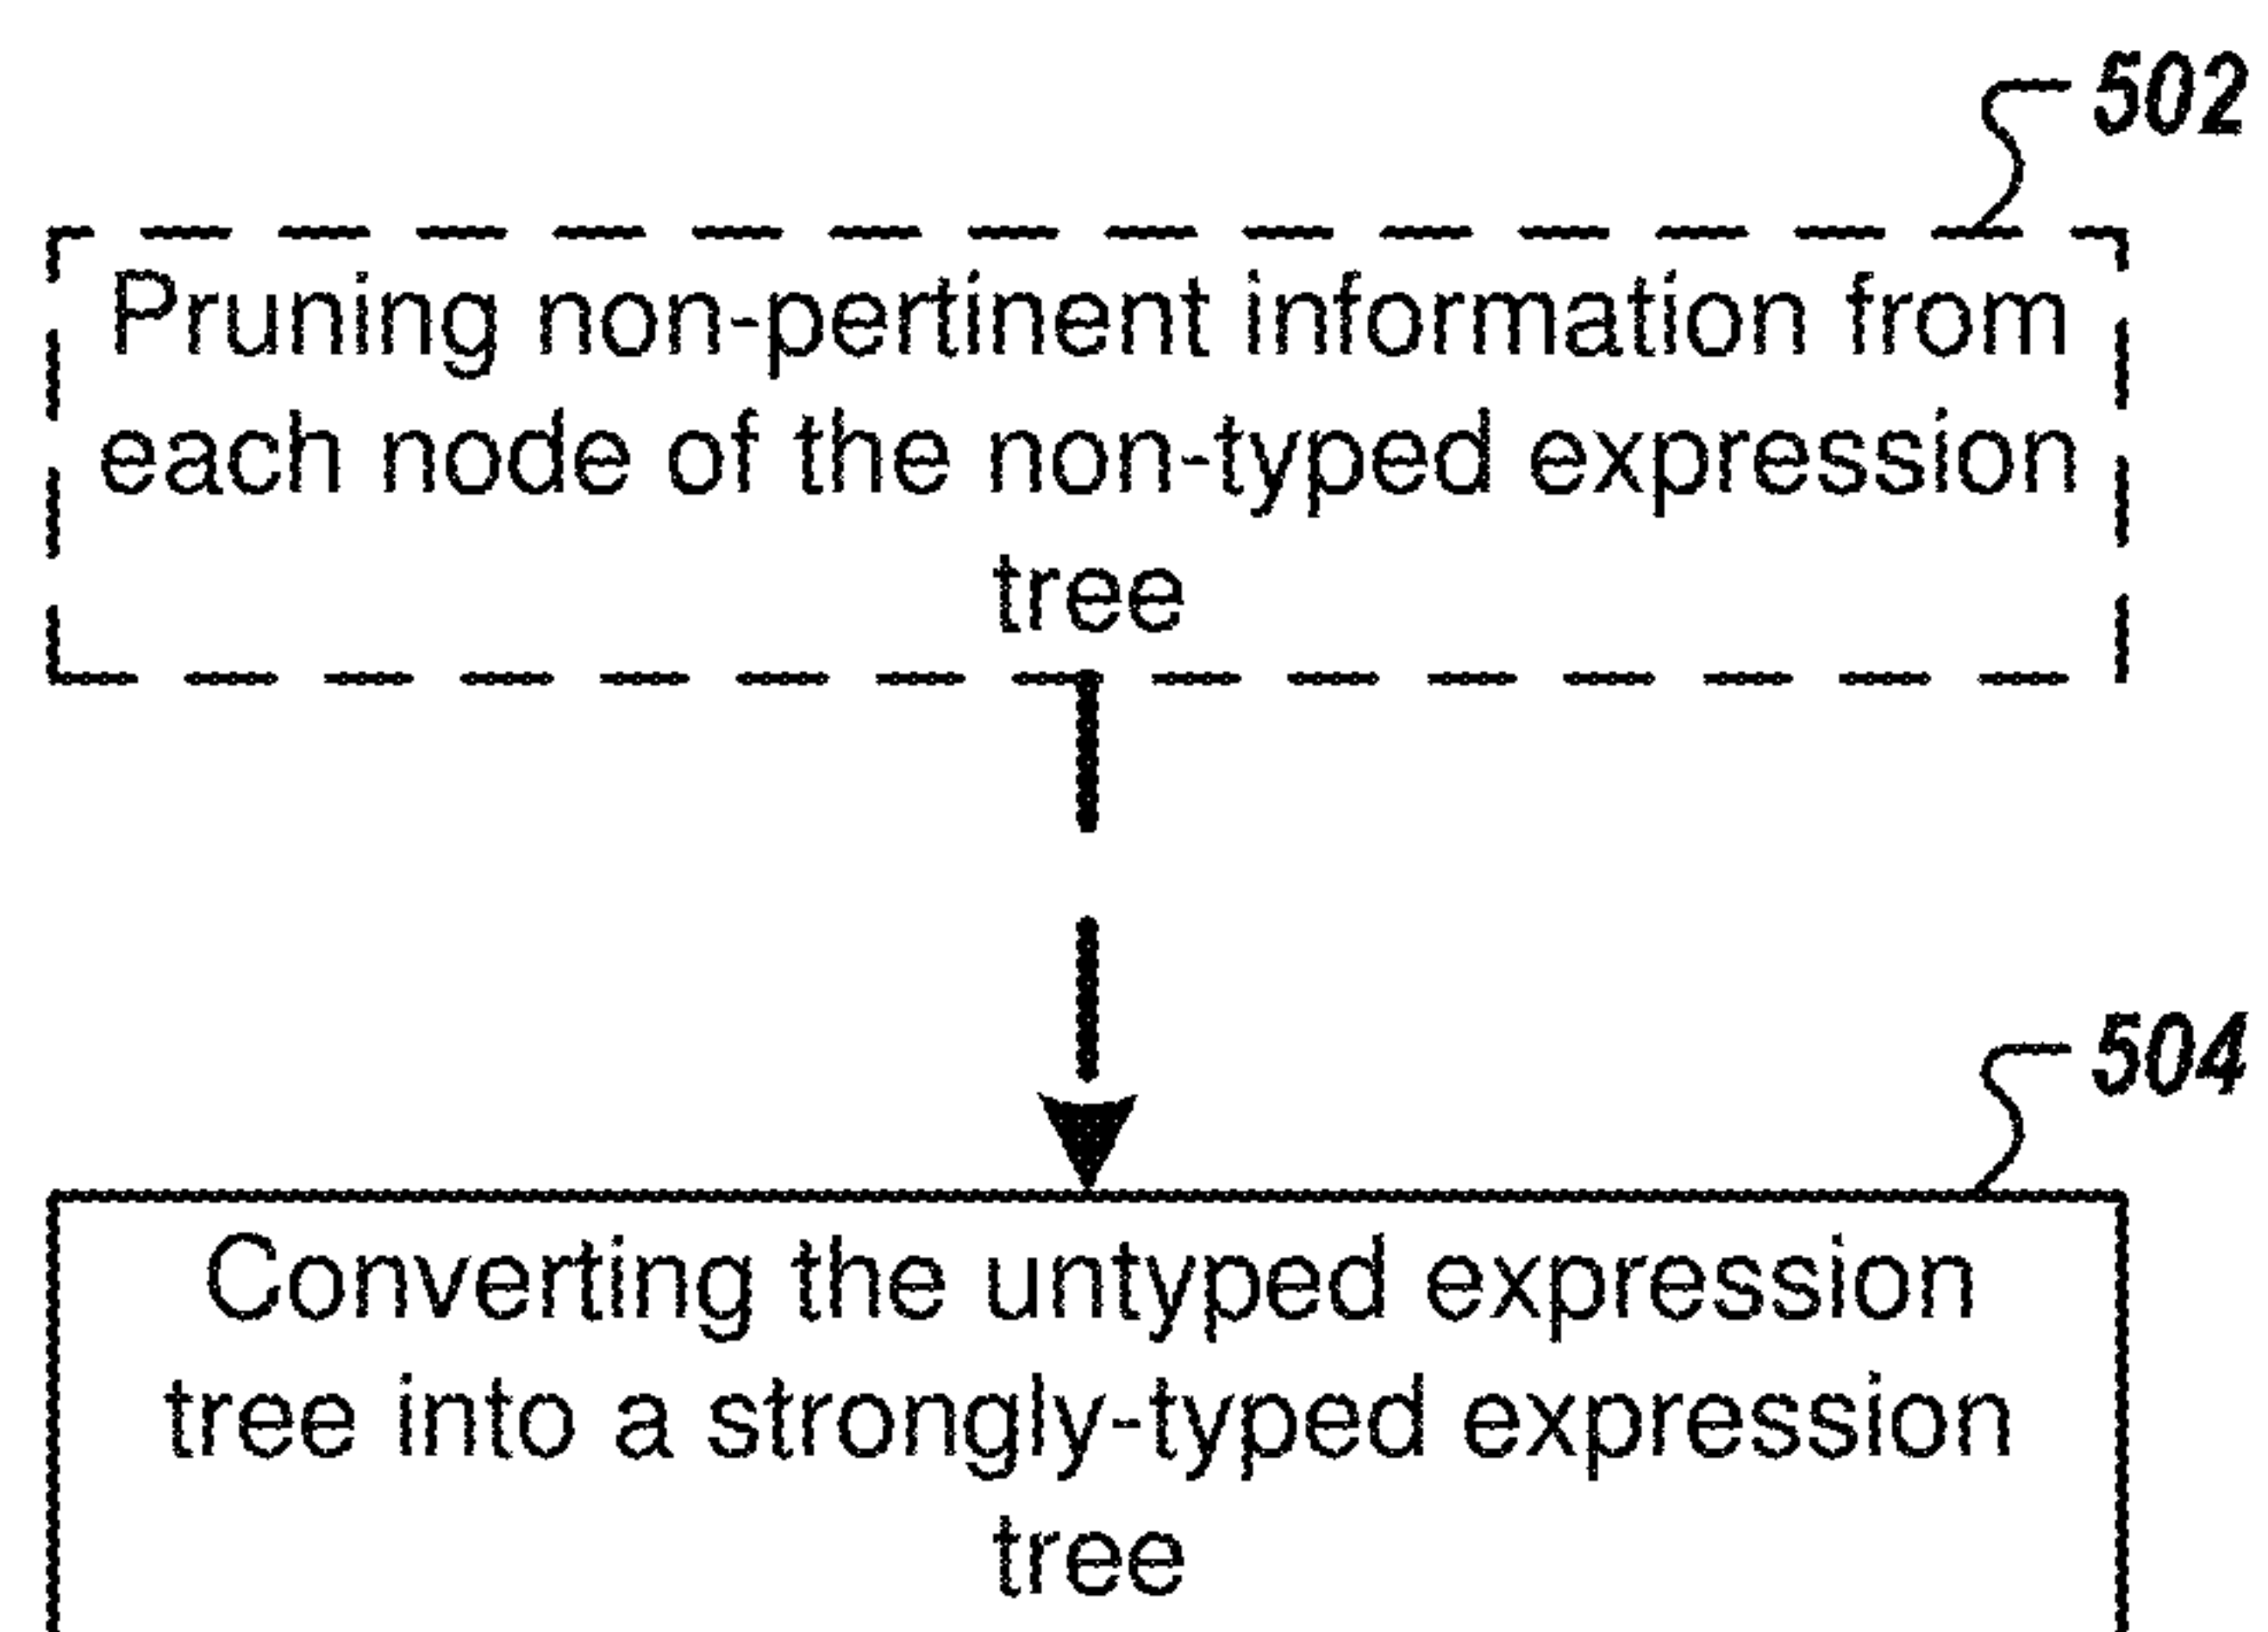 502
Pruning non-pertinent information from
each node of the non-typed expression
tree
504
Converting the untyped expression
tree into a strongly-typed expression
tree